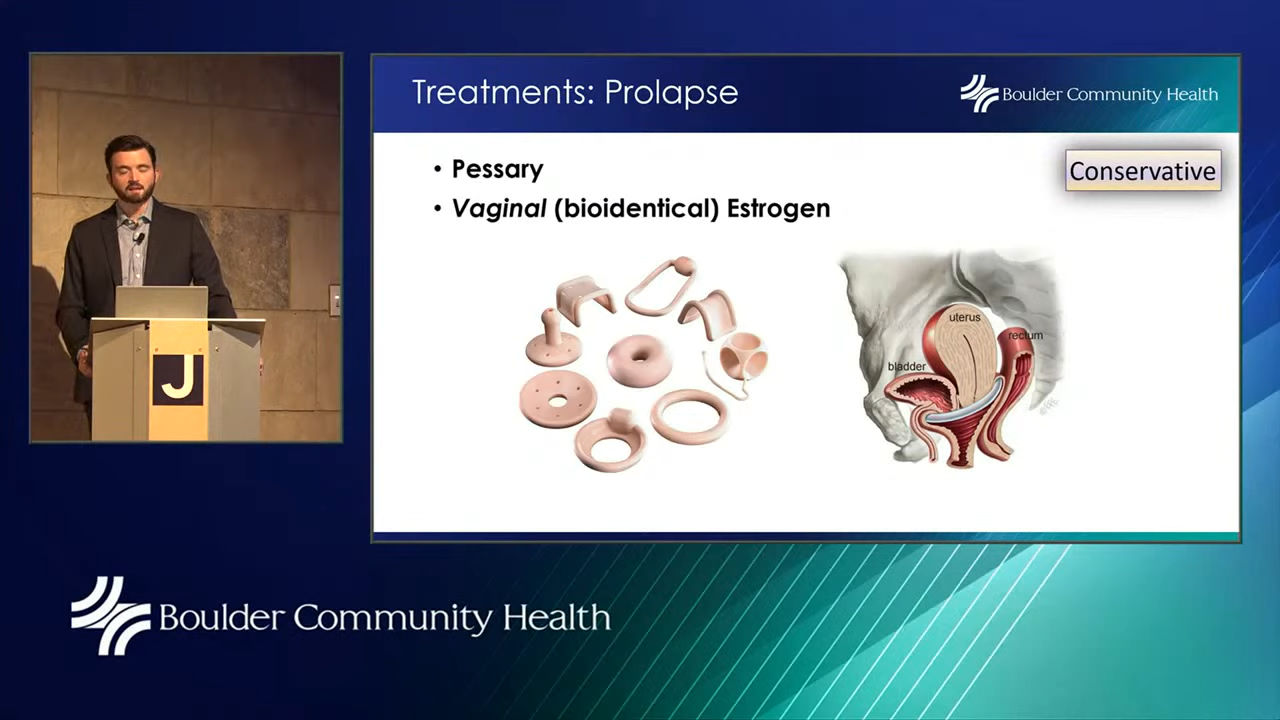 Treatments: Prolapse
Boulder Community Health
• Pessary
• Vaginal (bioidentical) Estrogen
Conservative
uterus
rectum
bladder
J
Boulder Community Health